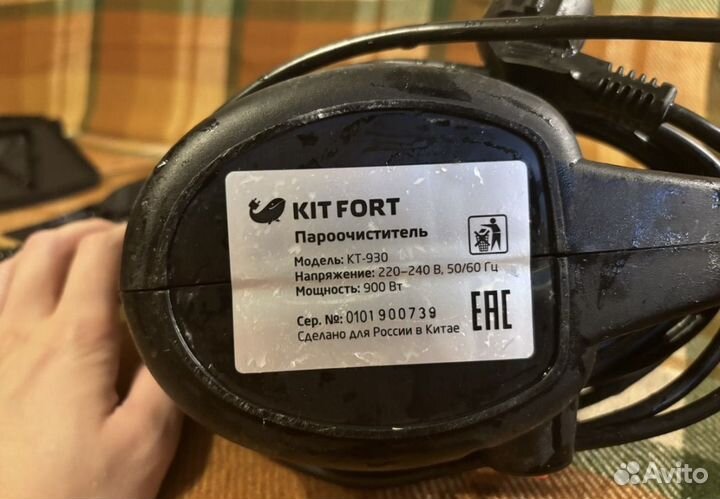 KITFORT
Пароочиститель
Модель: КТ-930
Напряжение: 220–240 В, 50/60 Гц
Мощность: 900 Вт
Сер. №: 0101900739
Сделано для России в Китае
EAC
Avito